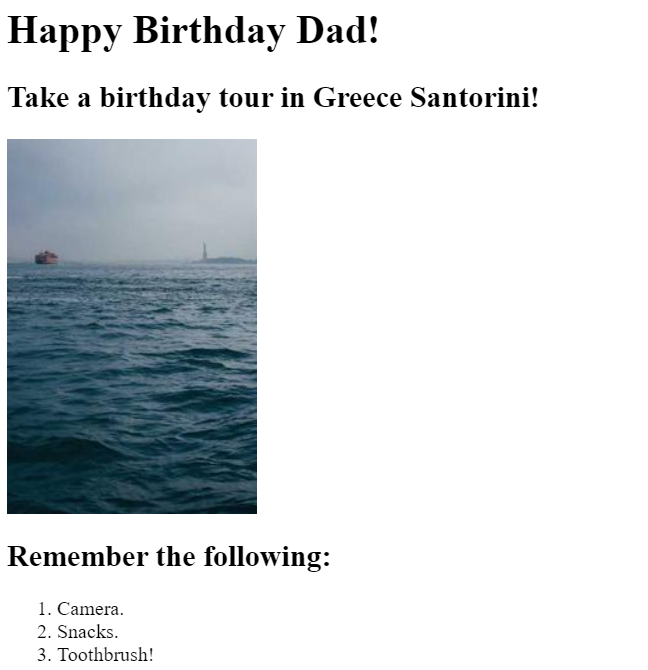 Happy Birthday Dad!
Take a birthday tour in Greece Santorini!
Remember the following:
1. Camera.
2. Snacks.
3. Toothbrush!